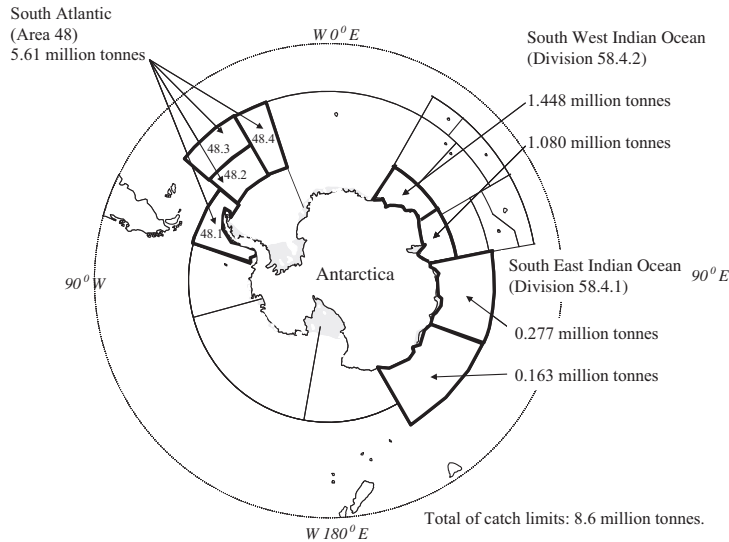 South Atlantic
(Area 48)
5.61 million tonnes
W 0⁰ E
South West Indian Ocean
(Division 58.4.2)
1.448 million tonnes
1.080 million tonnes
48.3
48.4
48.2
48.1
Antarctica
South East Indian Ocean
(Division 58.4.1)
90⁰ W
90⁰ E
0.277 million tonnes
0.163 million tonnes
Total of catch limits: 8.6 million tonnes.
W 180⁰ E